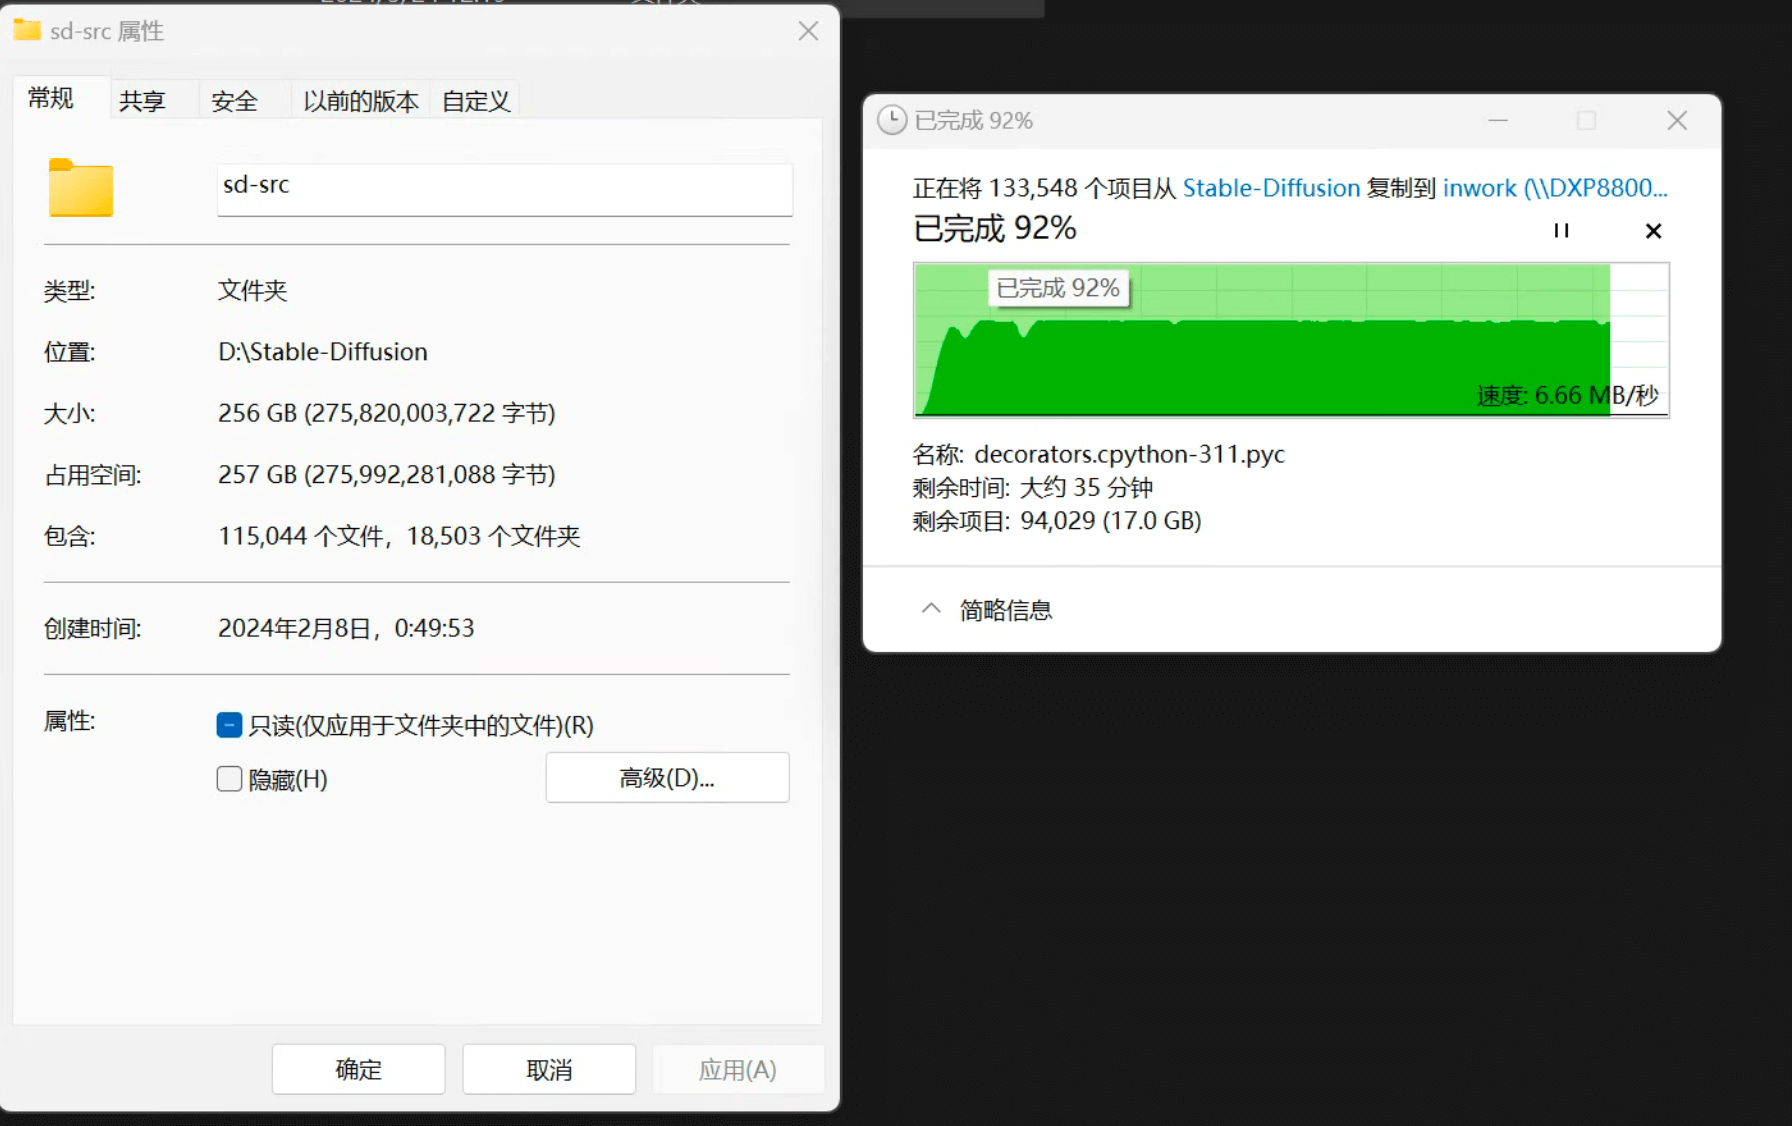 sd-src 属性
常规
共享
安全
以前的版本
自定义
sd-src
类型:
文件夹
位置:
D:\Stable-Diffusion
大小:
256 GB (275,820,003,722 字节)
占用空间:
257 GB (275,992,281,088 字节)
包含:
115,044 个文件，18,503 个文件夹
创建时间:
2024年2月8日，0:49:53
属性:
只读(仅应用于文件夹中的文件)(R)
隐藏(H)
高级(D)...
确定
取消
应用(A)
已完成 92%
正在将 133,548 个项目从 Stable-Diffusion 复制到 inwork (\\DXP8800...
已完成 92%
已完成 92%
速度: 6.66 MB/秒
名称: decorators.cpython-311.pyc
剩余时间: 大约 35 分钟
剩余项目: 94,029 (17.0 GB)
简略信息